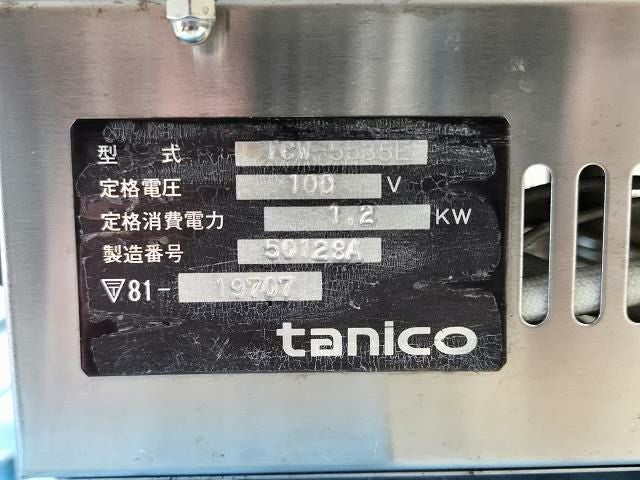 型 式 TCW-5535E
定格電圧 100 V
定格消費電力 1.2 KW
製造番号 50128A
81- 19707
tanico